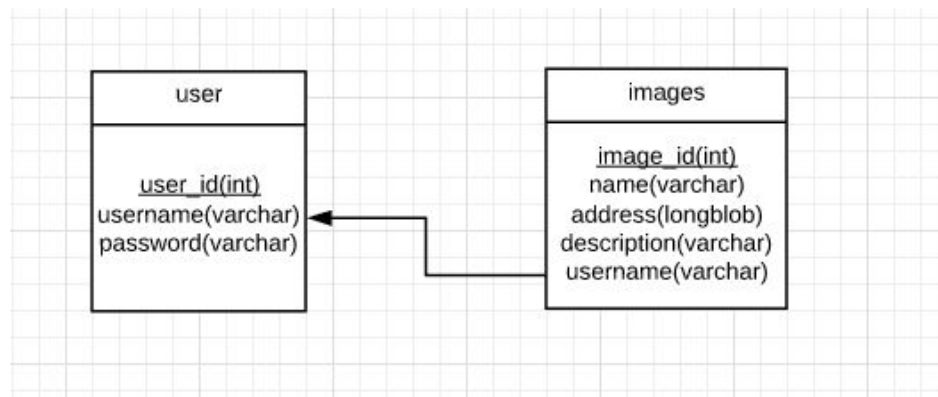 user
user_id(int)
username(varchar)
password(varchar)
images
image_id(int)
name(varchar)
address(longblob)
description(varchar)
username(varchar)